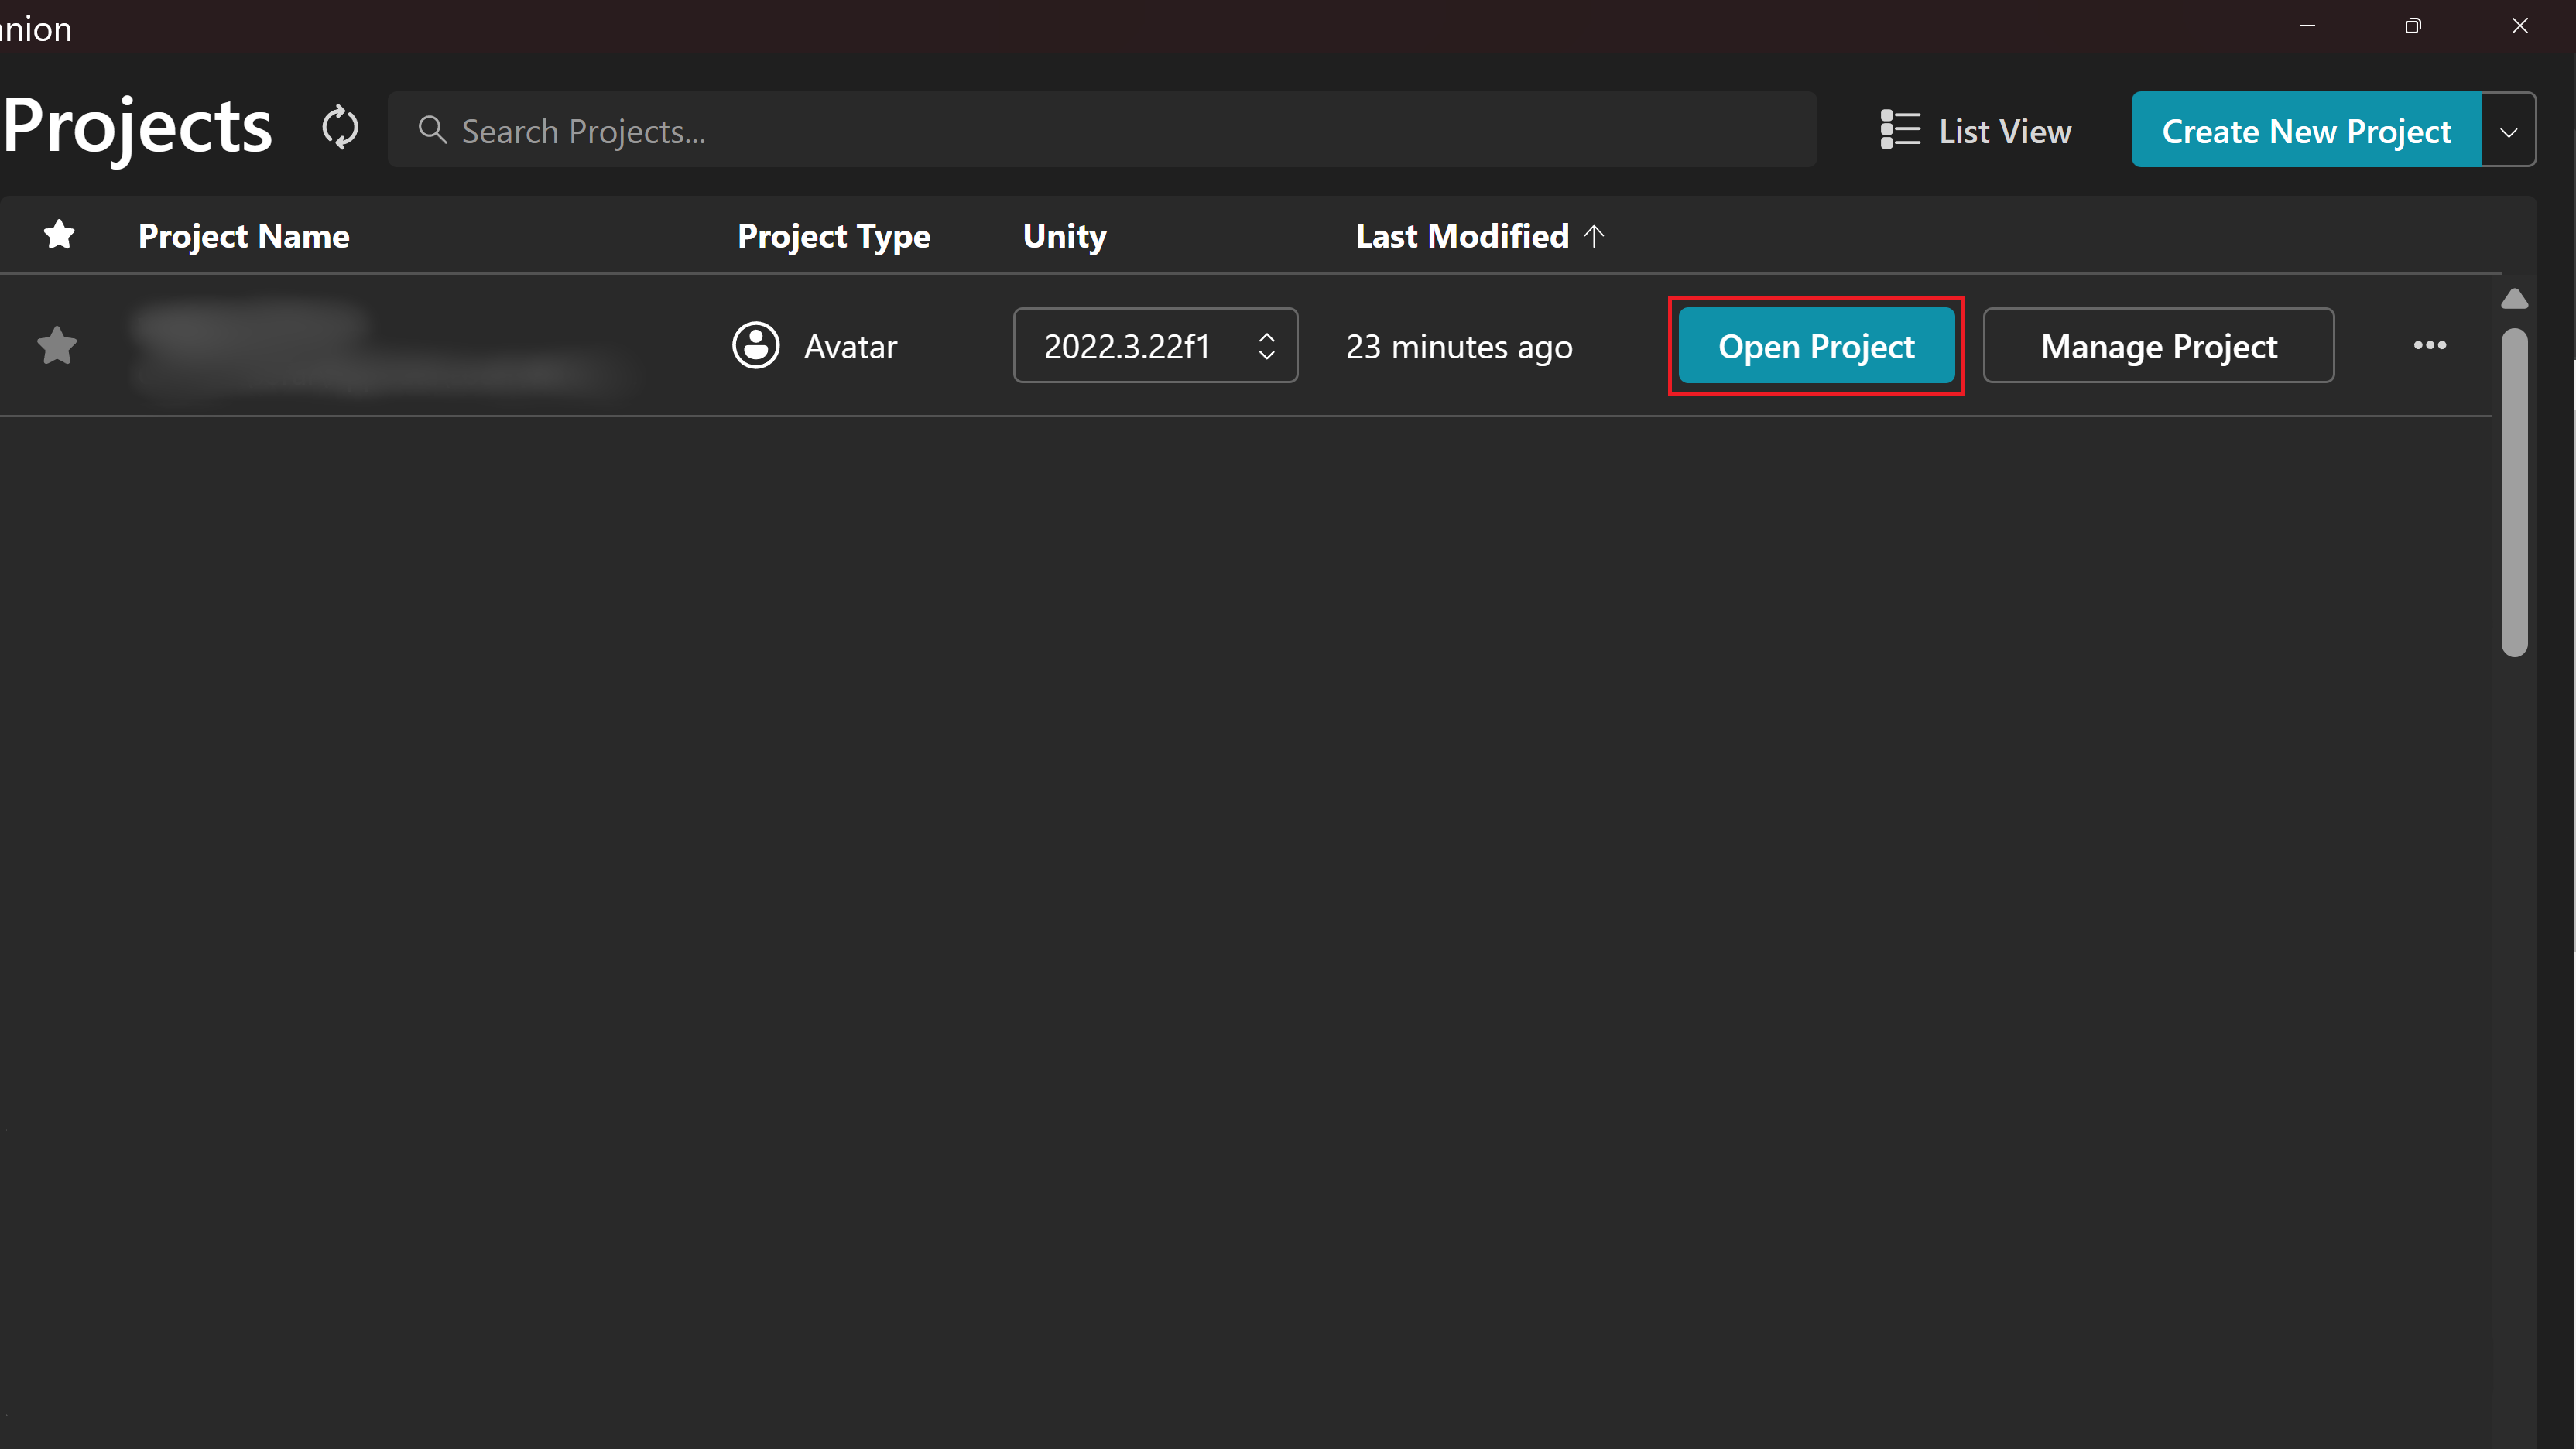 nion
Projects
Search Projects...
List View
Create New Project
Project Name Project Type Unity Last Modified ↑
Avatar 2022.3.22f1 23 minutes ago Open Project Manage Project